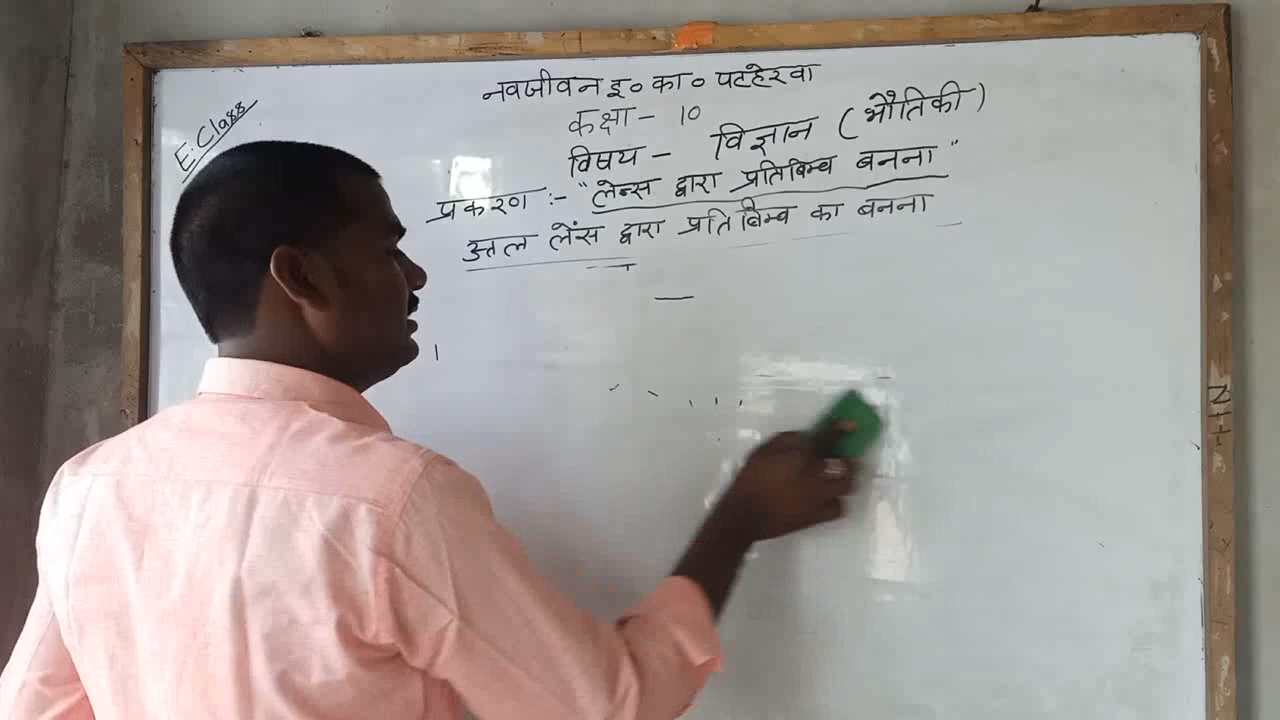 E.Class
नवजीवन इ० का० पटहेरवा
कक्षा - 10
विषय - विज्ञान (भौतिकी)
प्रकरण :- "लेन्स द्वारा प्रतिबिम्व बनना"
उत्तल लेंस द्वारा प्रतिबिम्व का बनना